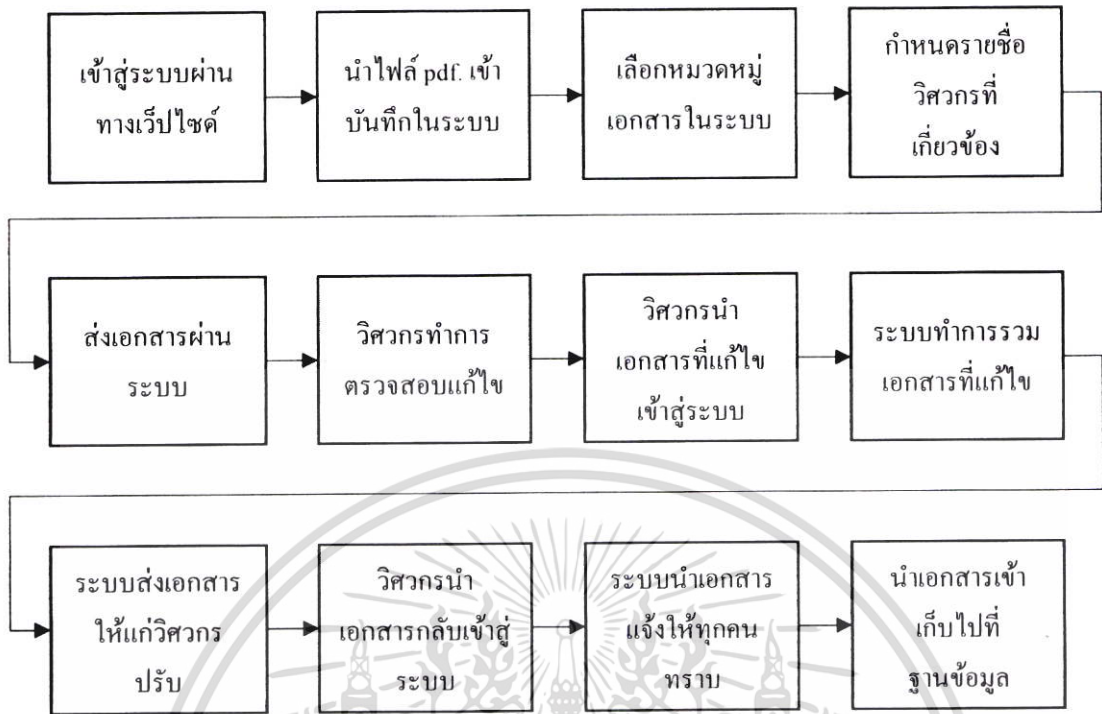 เข้าสู่ระบบผ่าน
ทางเว็ปไซด์
นำไฟล์ pdf. เข้า
บันทึกในระบบ
เลือกหมวดหมู่
เอกสารในระบบ
กำหนดรายชื่อ
วิศวกรที่
เกี่ยวข้อง
ส่งเอกสารผ่าน
ระบบ
วิศวกรทำการ
ตรวจสอบแก้ไข
วิศวกรนำ
เอกสารที่แก้ไข
เข้าสู่ระบบ
ระบบทำการรวม
เอกสารที่แก้ไข
ระบบส่งเอกสาร
ให้แก่วิศวกร
ปรับ
วิศวกรนำ
เอกสารกลับเข้าสู่
ระบบ
ระบบนำเอกสาร
แจ้งให้ทุกคน
ทราบ
นำเอกสารเข้า
เก็บไปที่
ฐานข้อมูล